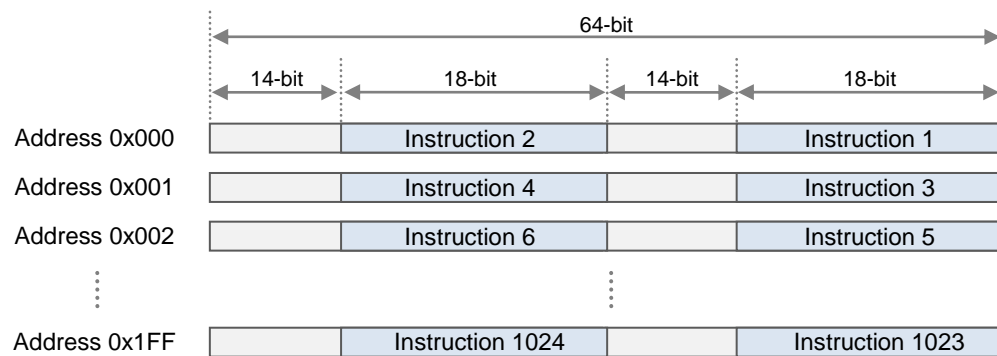 64-bit
14-bit 18-bit 14-bit 18-bit
Address 0x000 Instruction 2 Instruction 1
Address 0x001 Instruction 4 Instruction 3
Address 0x002 Instruction 6 Instruction 5
Address 0x1FF Instruction 1024 Instruction 1023